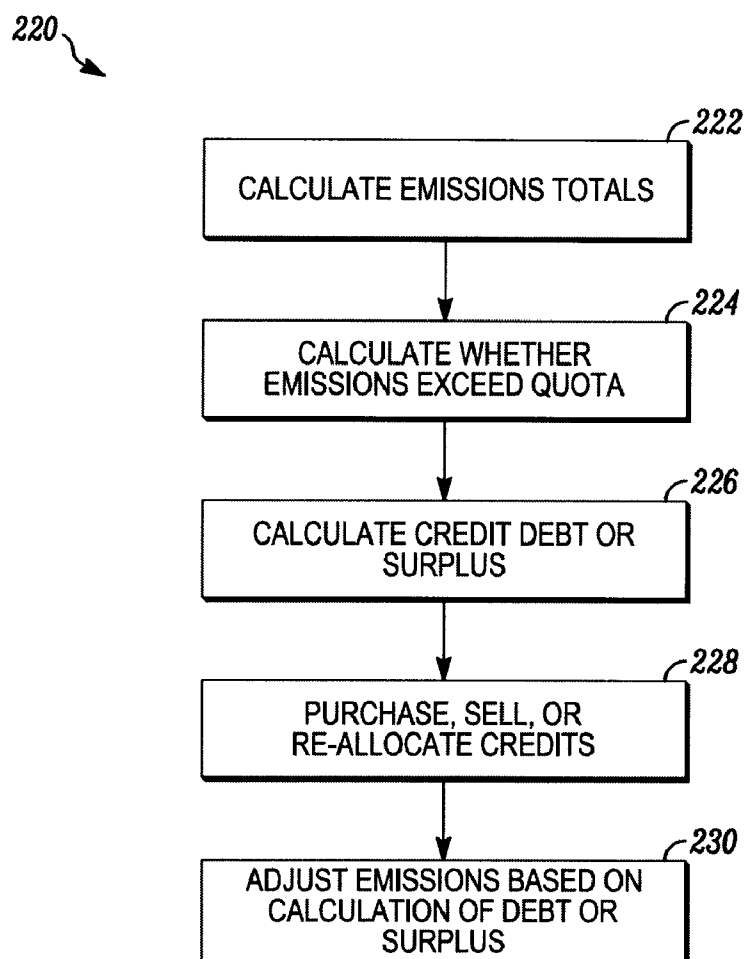 220
222
CALCULATE EMISSIONS TOTALS
224
CALCULATE WHETHER
EMISSIONS EXCEED QUOTA
226
CALCULATE CREDIT DEBT OR
SURPLUS
228
PURCHASE, SELL, OR
RE-ALLOCATE CREDITS
230
ADJUST EMISSIONS BASED ON
CALCULATION OF DEBT OR
SURPLUS